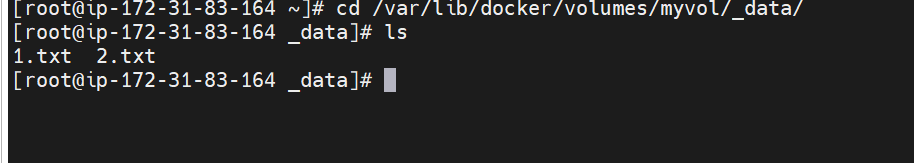 [root@ip-172-31-83-164 ~]# cd /var/lib/docker/volumes/myvol/_data/
[root@ip-172-31-83-164 _data]# ls
1.txt  2.txt
[root@ip-172-31-83-164 _data]#